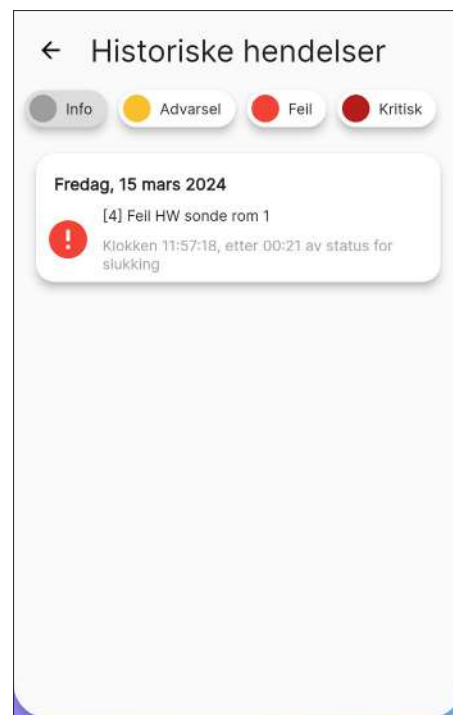 Historiske hendelser
Info Advarsel Feil Kritisk
Fredag, 15 mars 2024
[4] Feil HW sonde rom 1
Klokken 11:57:18, etter 00:21 av status for
slukking